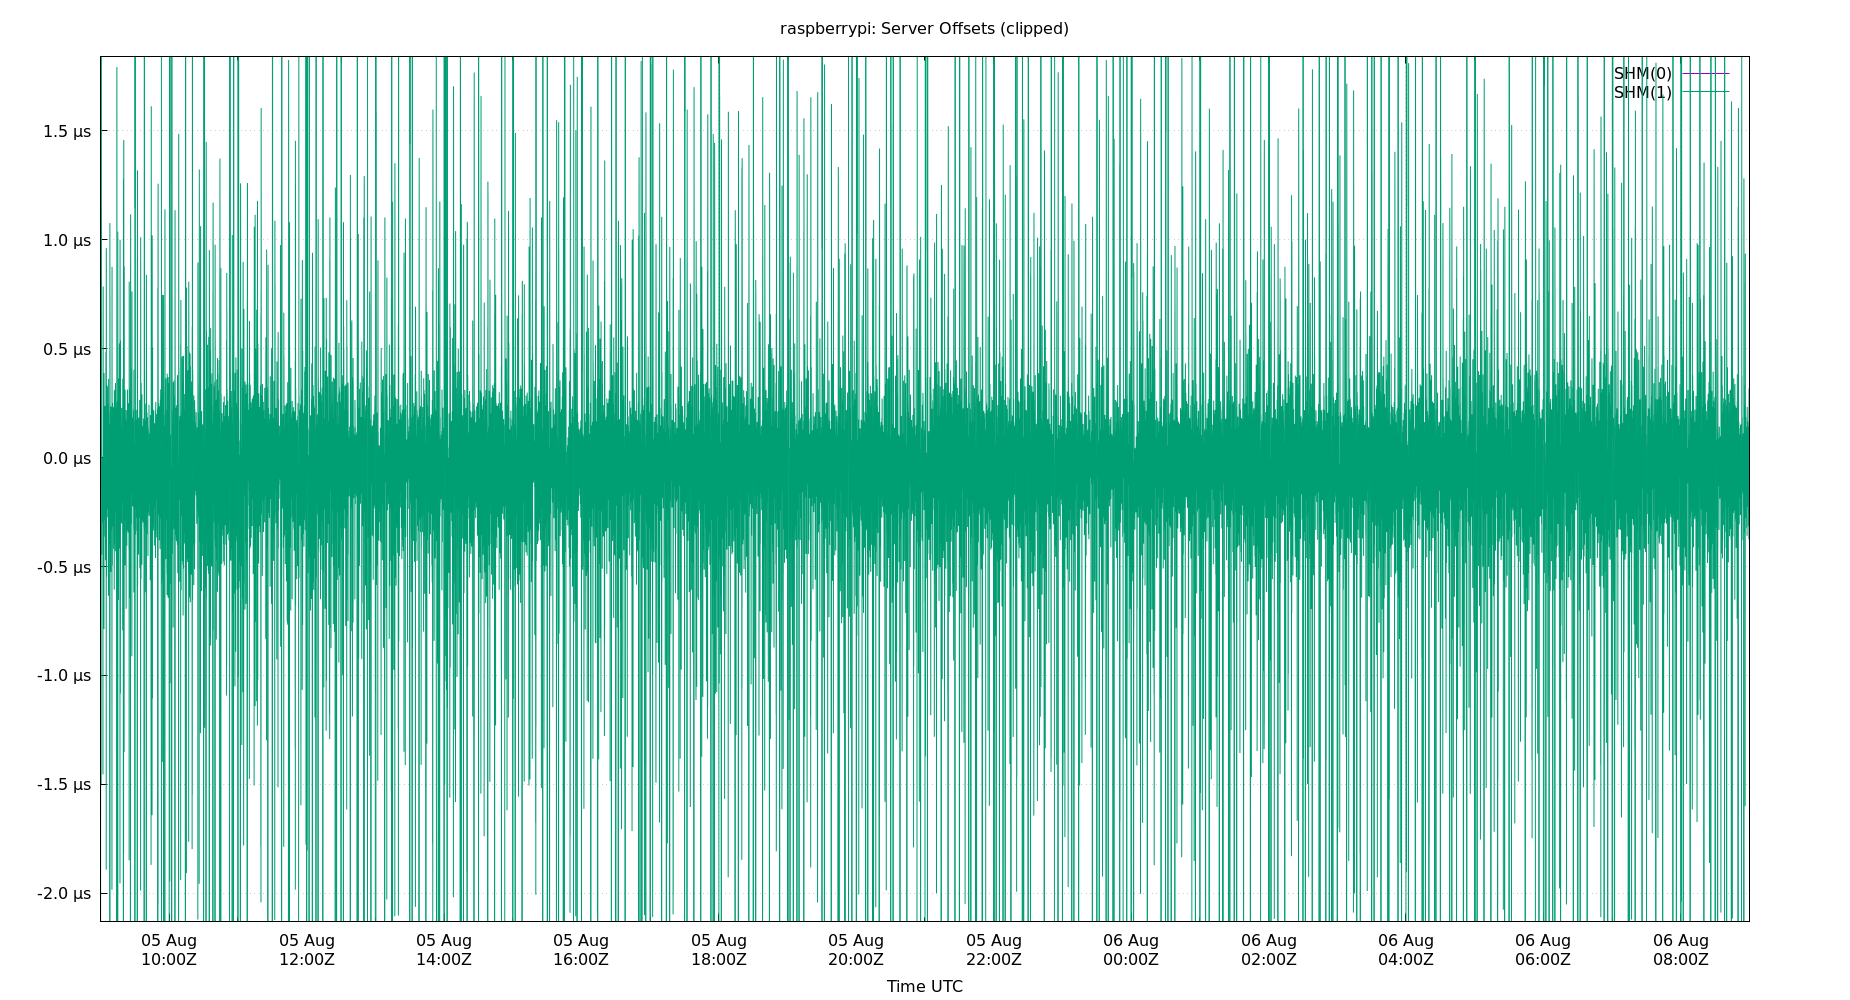 raspberrypi: Server Offsets (clipped)
SHM(0)
SHM(1)
1.5 µs
1.0 µs
0.5 µs
0.0 µs
-0.5 µs
-1.0 µs
-1.5 µs
-2.0 µs
05 Aug 05 Aug 05 Aug 05 Aug 05 Aug 05 Aug 05 Aug 06 Aug 06 Aug 06 Aug 06 Aug 06 Aug
10:00Z 12:00Z 14:00Z 16:00Z 18:00Z 20:00Z 22:00Z 00:00Z 02:00Z 04:00Z 06:00Z 08:00Z
Time UTC